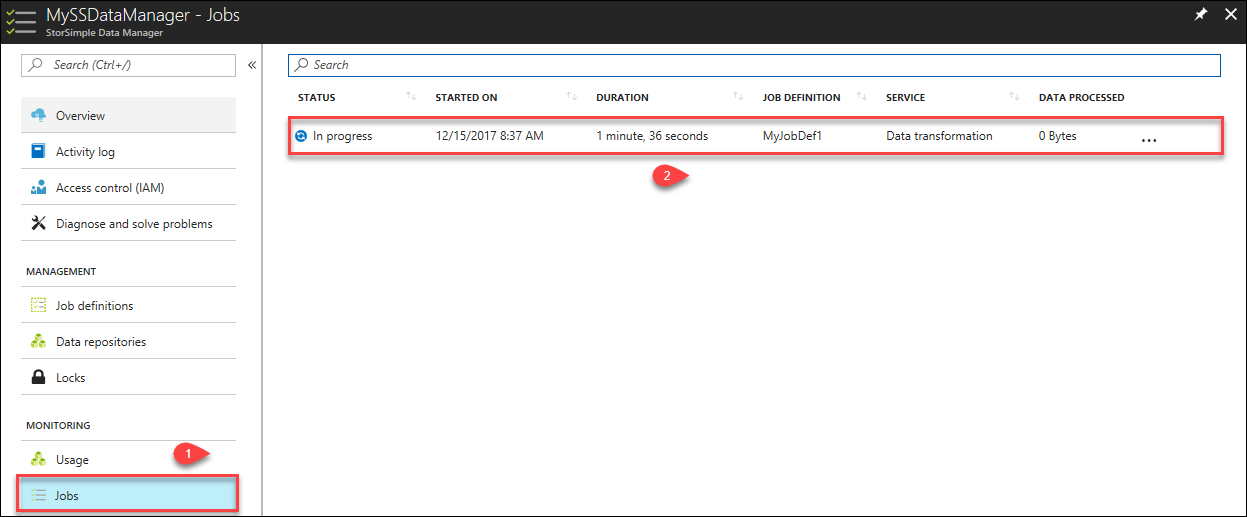 MySSDataManager - Jobs
StorSimple Data Manager
Search (Ctrl+/)
«
Overview
Activity log
Access control (IAM)
Diagnose and solve problems
MANAGEMENT
Job definitions
Data repositories
Locks
MONITORING
1
Usage
Jobs
Search
STATUS STARTED ON DURATION JOB DEFINITION SERVICE DATA PROCESSED
In progress 12/15/2017 8:37 AM 1 minute, 36 seconds MyJobDef1 Data transformation 0 Bytes ...
2